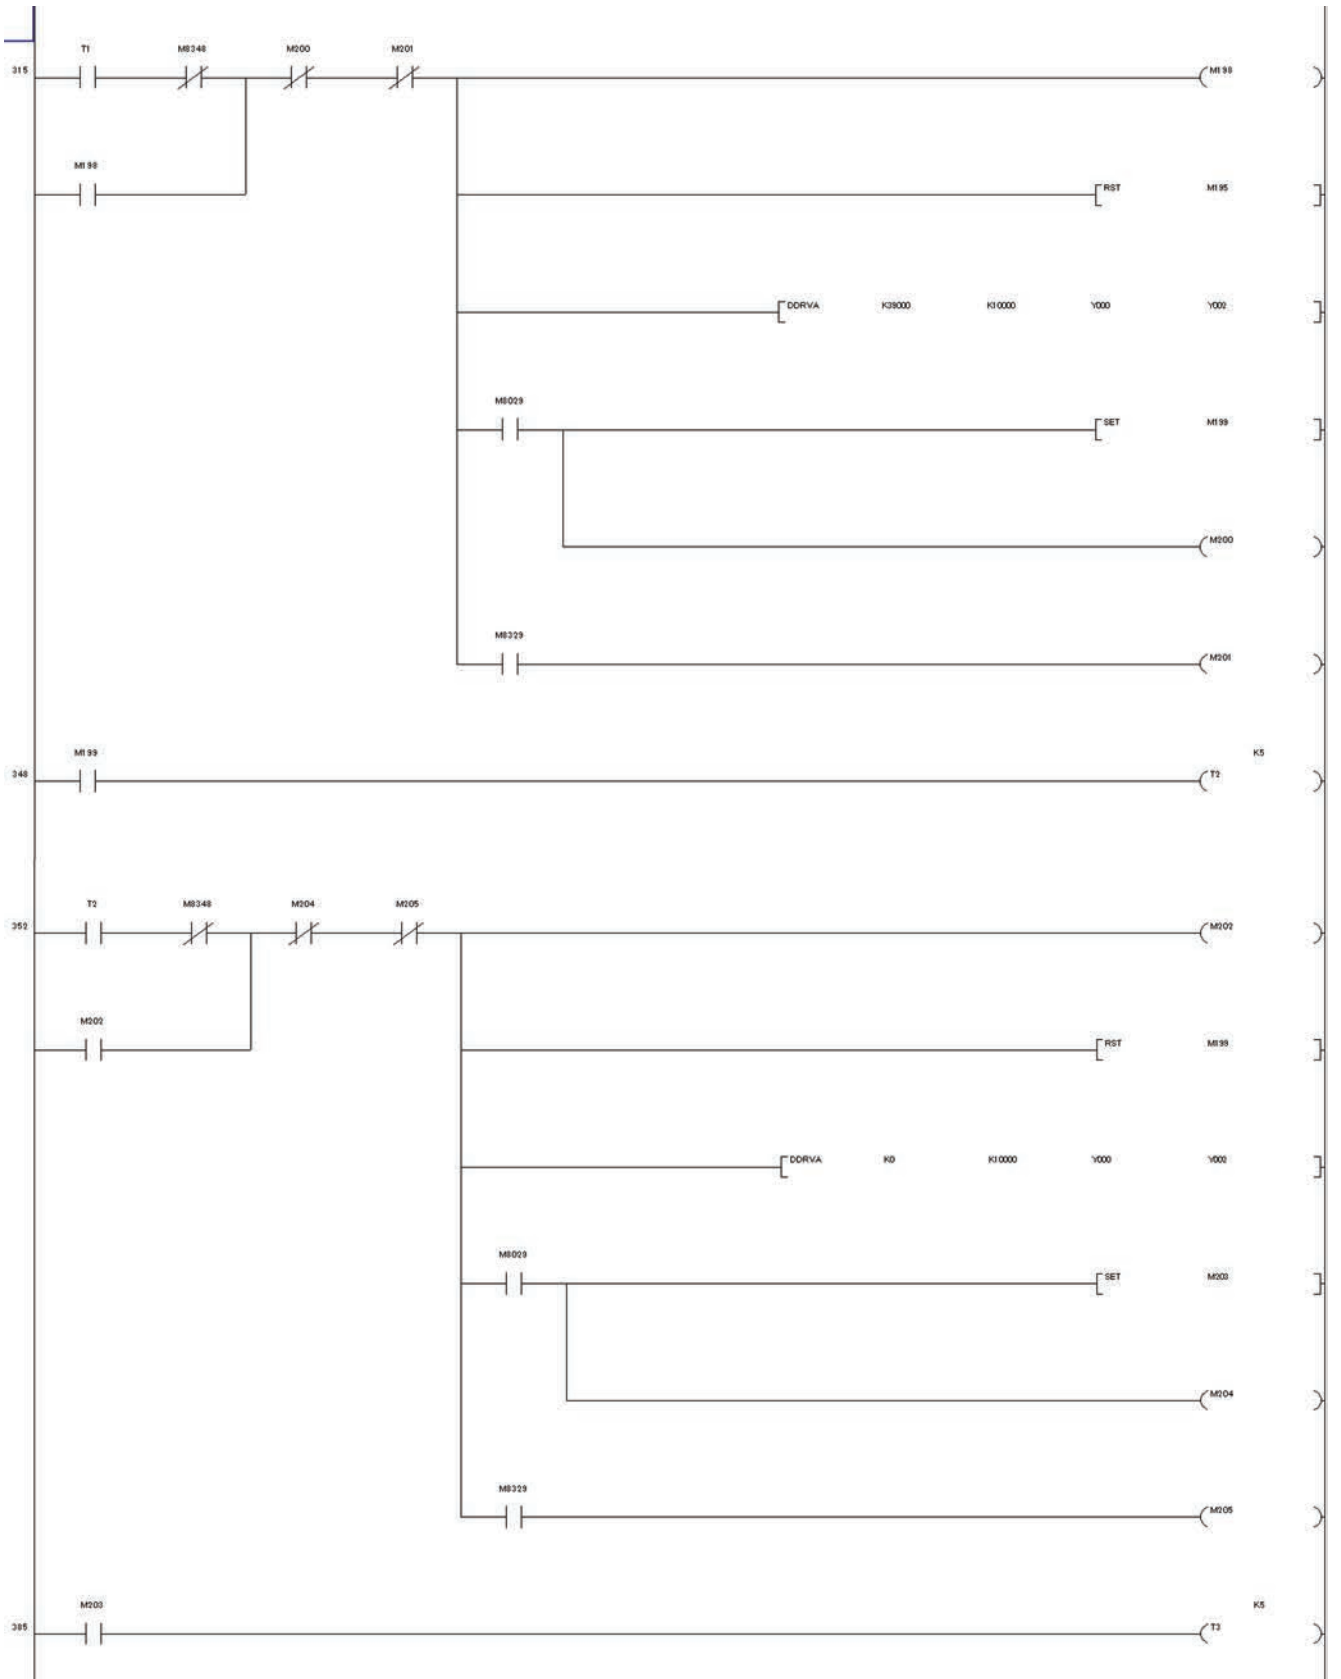 T1 M8348 M200 M201
315 M198
M198
RST M195
DDRVA K39000 K10000 Y000 Y002
M8029
SET M199
M200
M8329
M201
M199 K5
348 T2
T2 M8348 M204 M205
352 M202
M202
RST M199
DDRVA K0 K10000 Y000 Y002
M8029
SET M203
M204
M8329
M205
M203 K5
385 T3